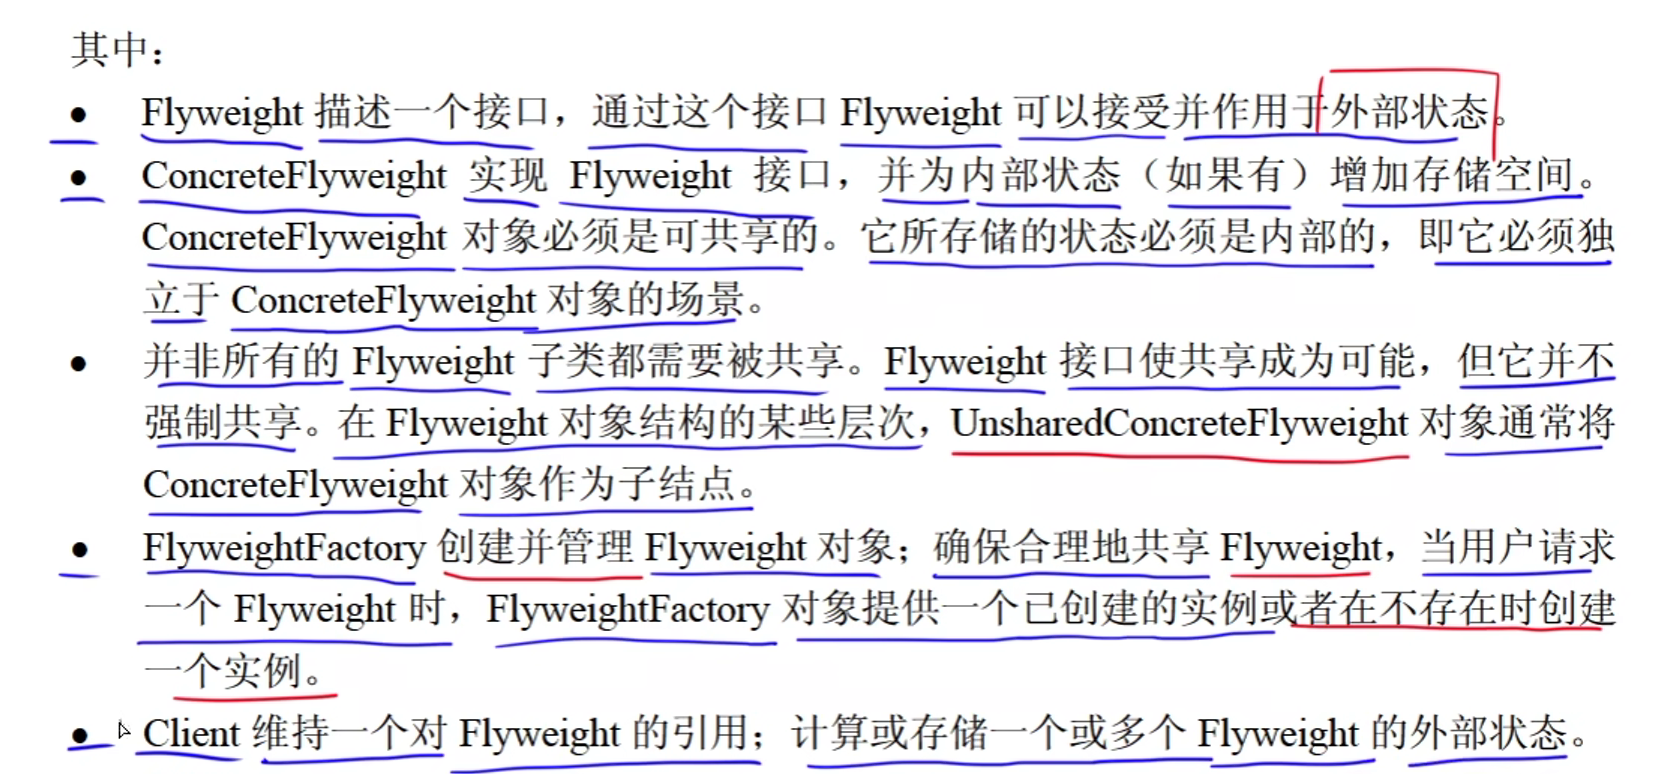 其中：
● Flyweight 描述一个接口，通过这个接口 Flyweight 可以接受并作用于外部状态。
● ConcreteFlyweight 实现 Flyweight 接口，并为内部状态（如果有）增加存储空间。
ConcreteFlyweight 对象必须是可共享的。它所存储的状态必须是内部的，即它必须独
立于 ConcreteFlyweight 对象的场景。
● 并非所有的 Flyweight 子类都需要被共享。Flyweight 接口使共享成为可能，但它并不
强制共享。在 Flyweight 对象结构的某些层次，UnsharedConcreteFlyweight 对象通常将
ConcreteFlyweight 对象作为子结点。
● FlyweightFactory 创建并管理 Flyweight 对象；确保合理地共享 Flyweight，当用户请求
一个 Flyweight 时，FlyweightFactory 对象提供一个已创建的实例或者在不存在时创建
一个实例。
● Client 维持一个对 Flyweight 的引用；计算或存储一个或多个 Flyweight 的外部状态。